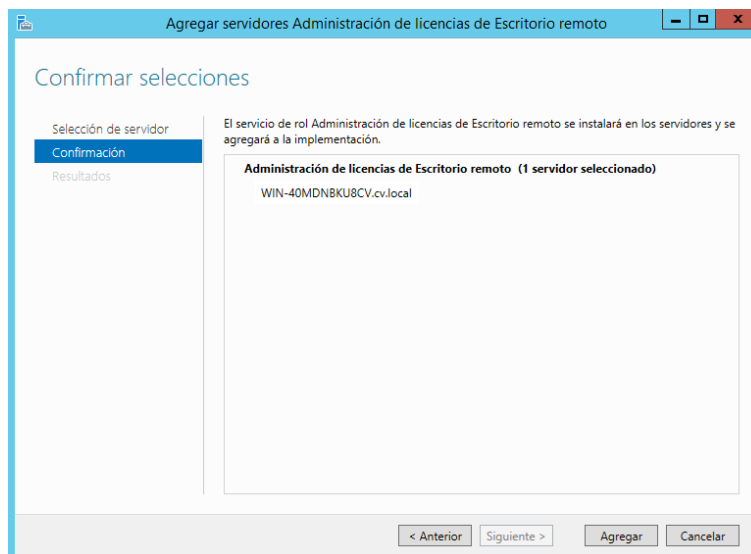 Agregar servidores Administración de licencias de Escritorio remoto
Confirmar selecciones
Selección de servidor
Confirmación
Resultados
El servicio de rol Administración de licencias de Escritorio remoto se instalará en los servidores y se
agregará a la implementación.
Administración de licencias de Escritorio remoto (1 servidor seleccionado)
WIN-40MDNBKU8CV.cv.local
< Anterior
Siguiente >
Agregar
Cancelar